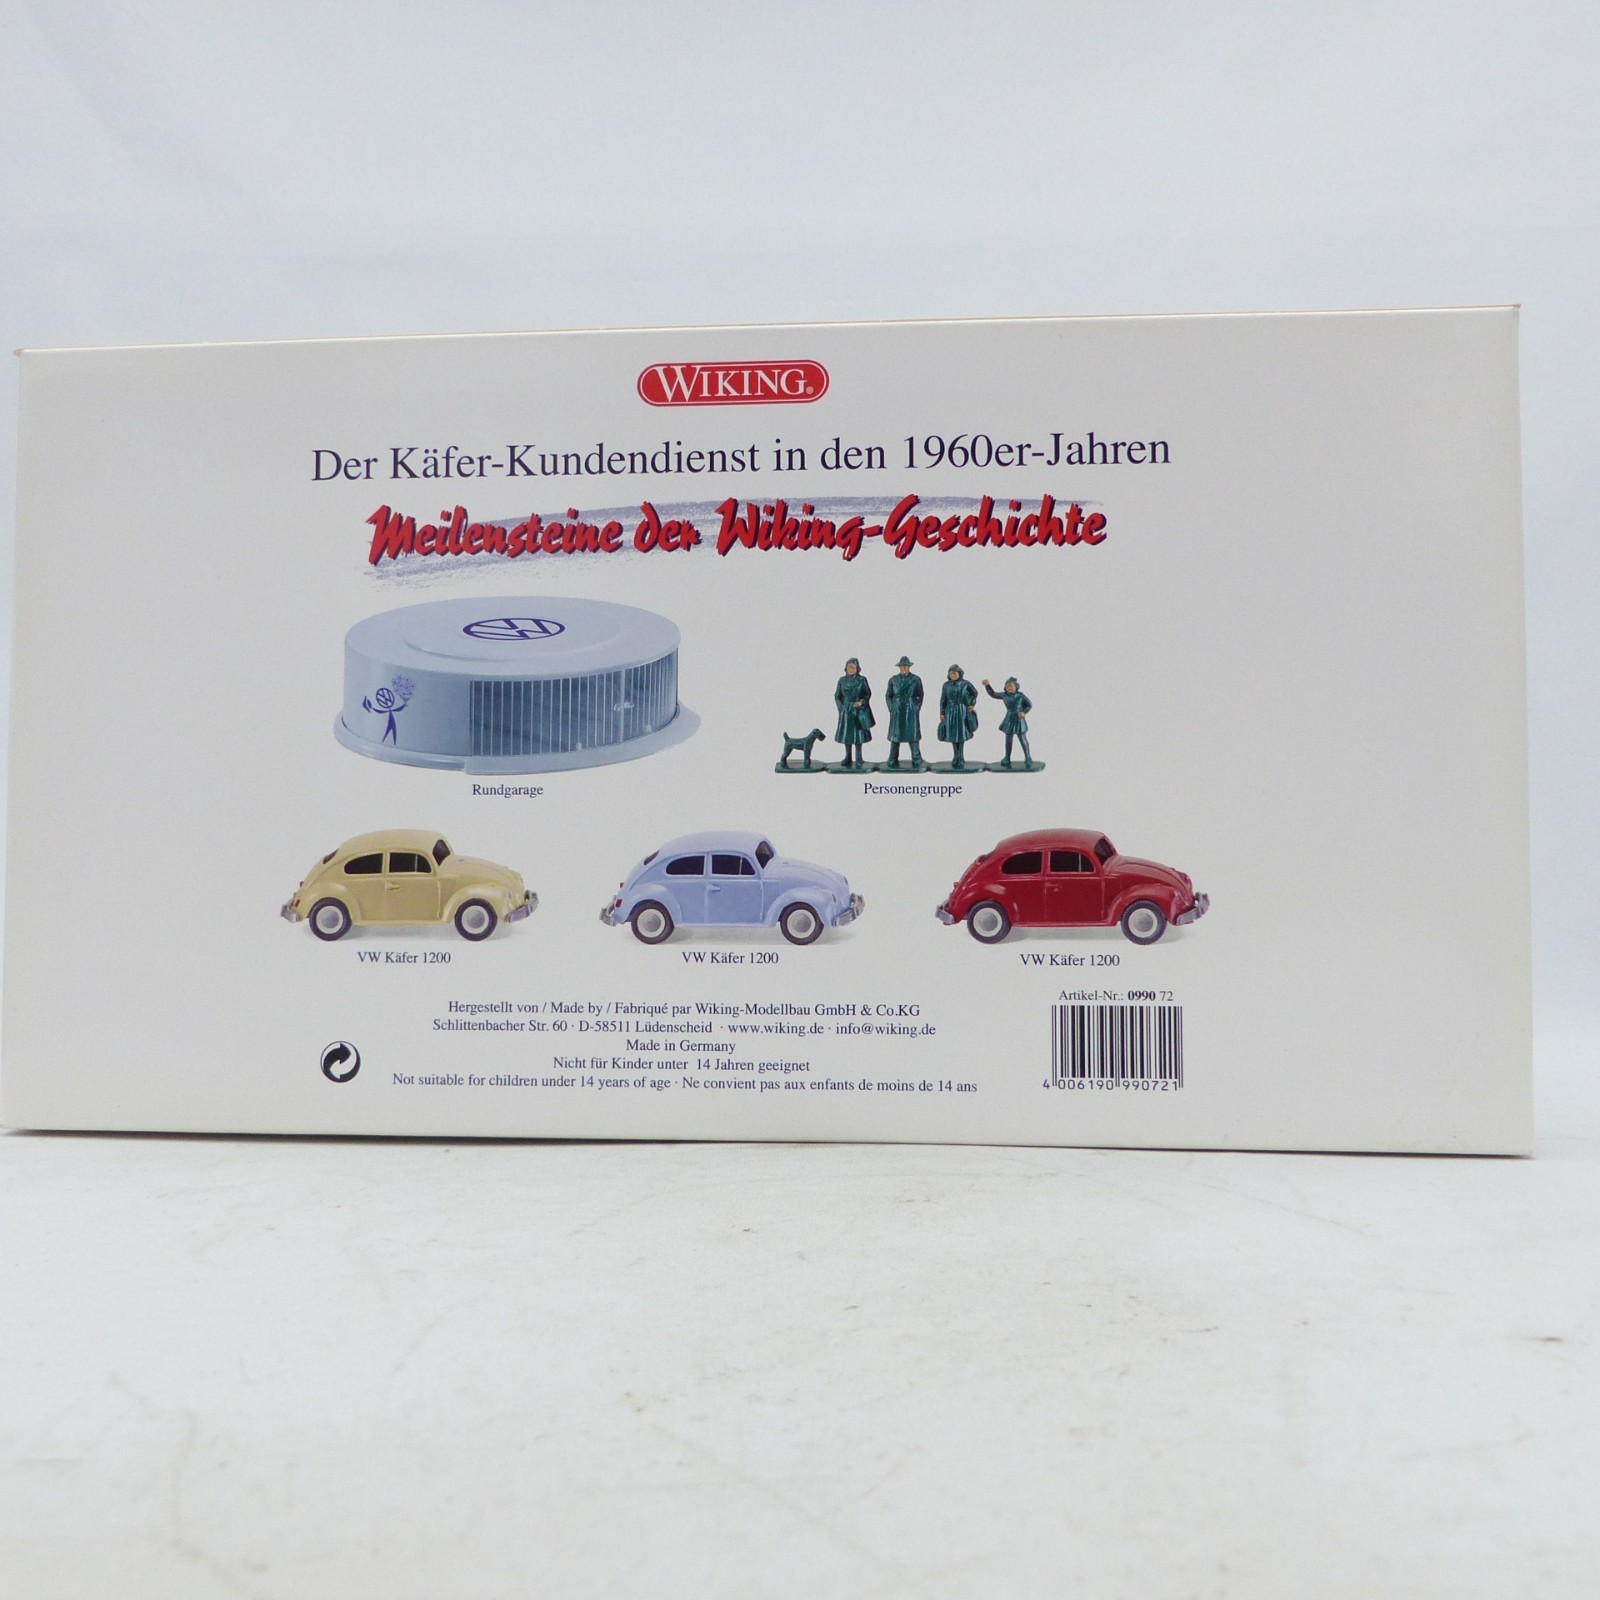 WIKING®
Der Käfer-Kundendienst in den 1960er-Jahren
Meilensteine der Wiking-Geschichte
Rundgarage
Personengruppe
VW Käfer 1200
VW Käfer 1200
VW Käfer 1200
Hergestellt von / Made by / Fabriqué par Wiking-Modellbau GmbH & Co.KG
Schlittenbacher Str. 60 · D-58511 Lüdenscheid · www.wiking.de · info@wiking.de
Made in Germany
Nicht für Kinder unter 14 Jahren geeignet
Not suitable for children under 14 years of age · Ne convient pas aux enfants de moins de 14 ans
Artikel-Nr.: 0990 72
4 006190 990721